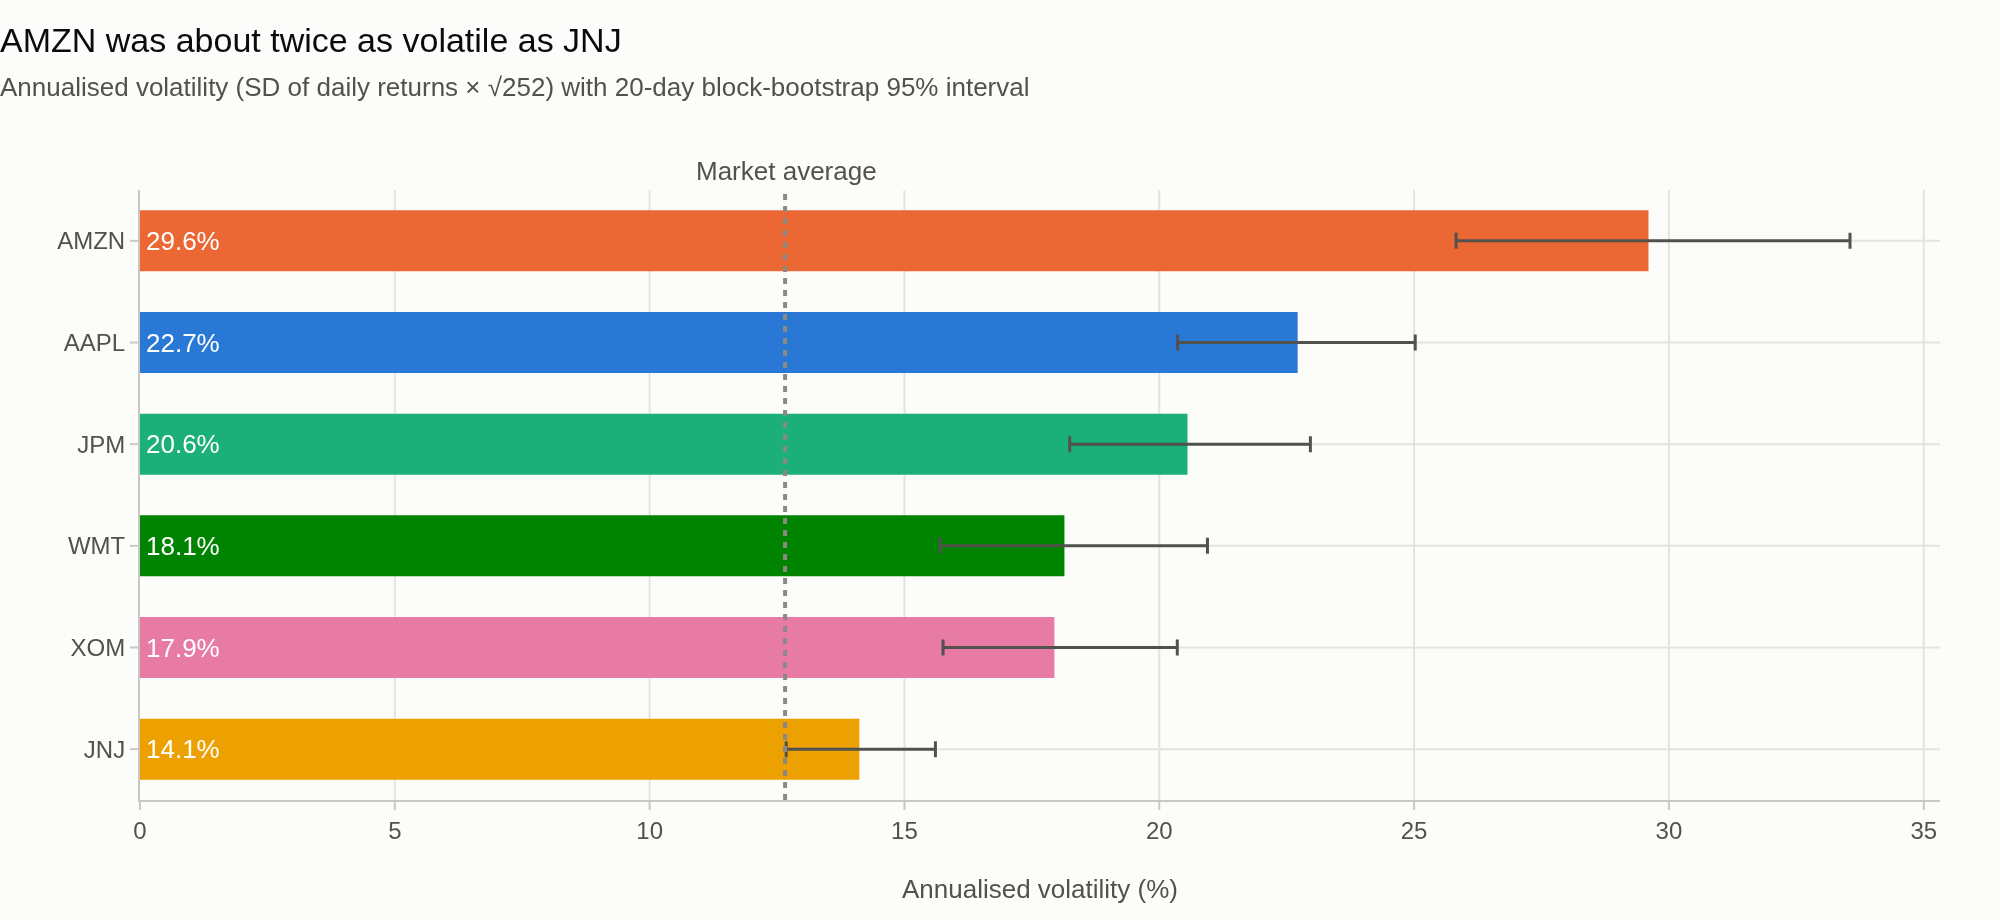 AMZN was about twice as volatile as JNJ
Annualised volatility (SD of daily returns × √252) with 20-day block-bootstrap 95% interval
Market average
AMZN 29.6%
AAPL 22.7%
JPM 20.6%
WMT 18.1%
XOM 17.9%
JNJ 14.1%
0 5 10 15 20 25 30 35
Annualised volatility (%)